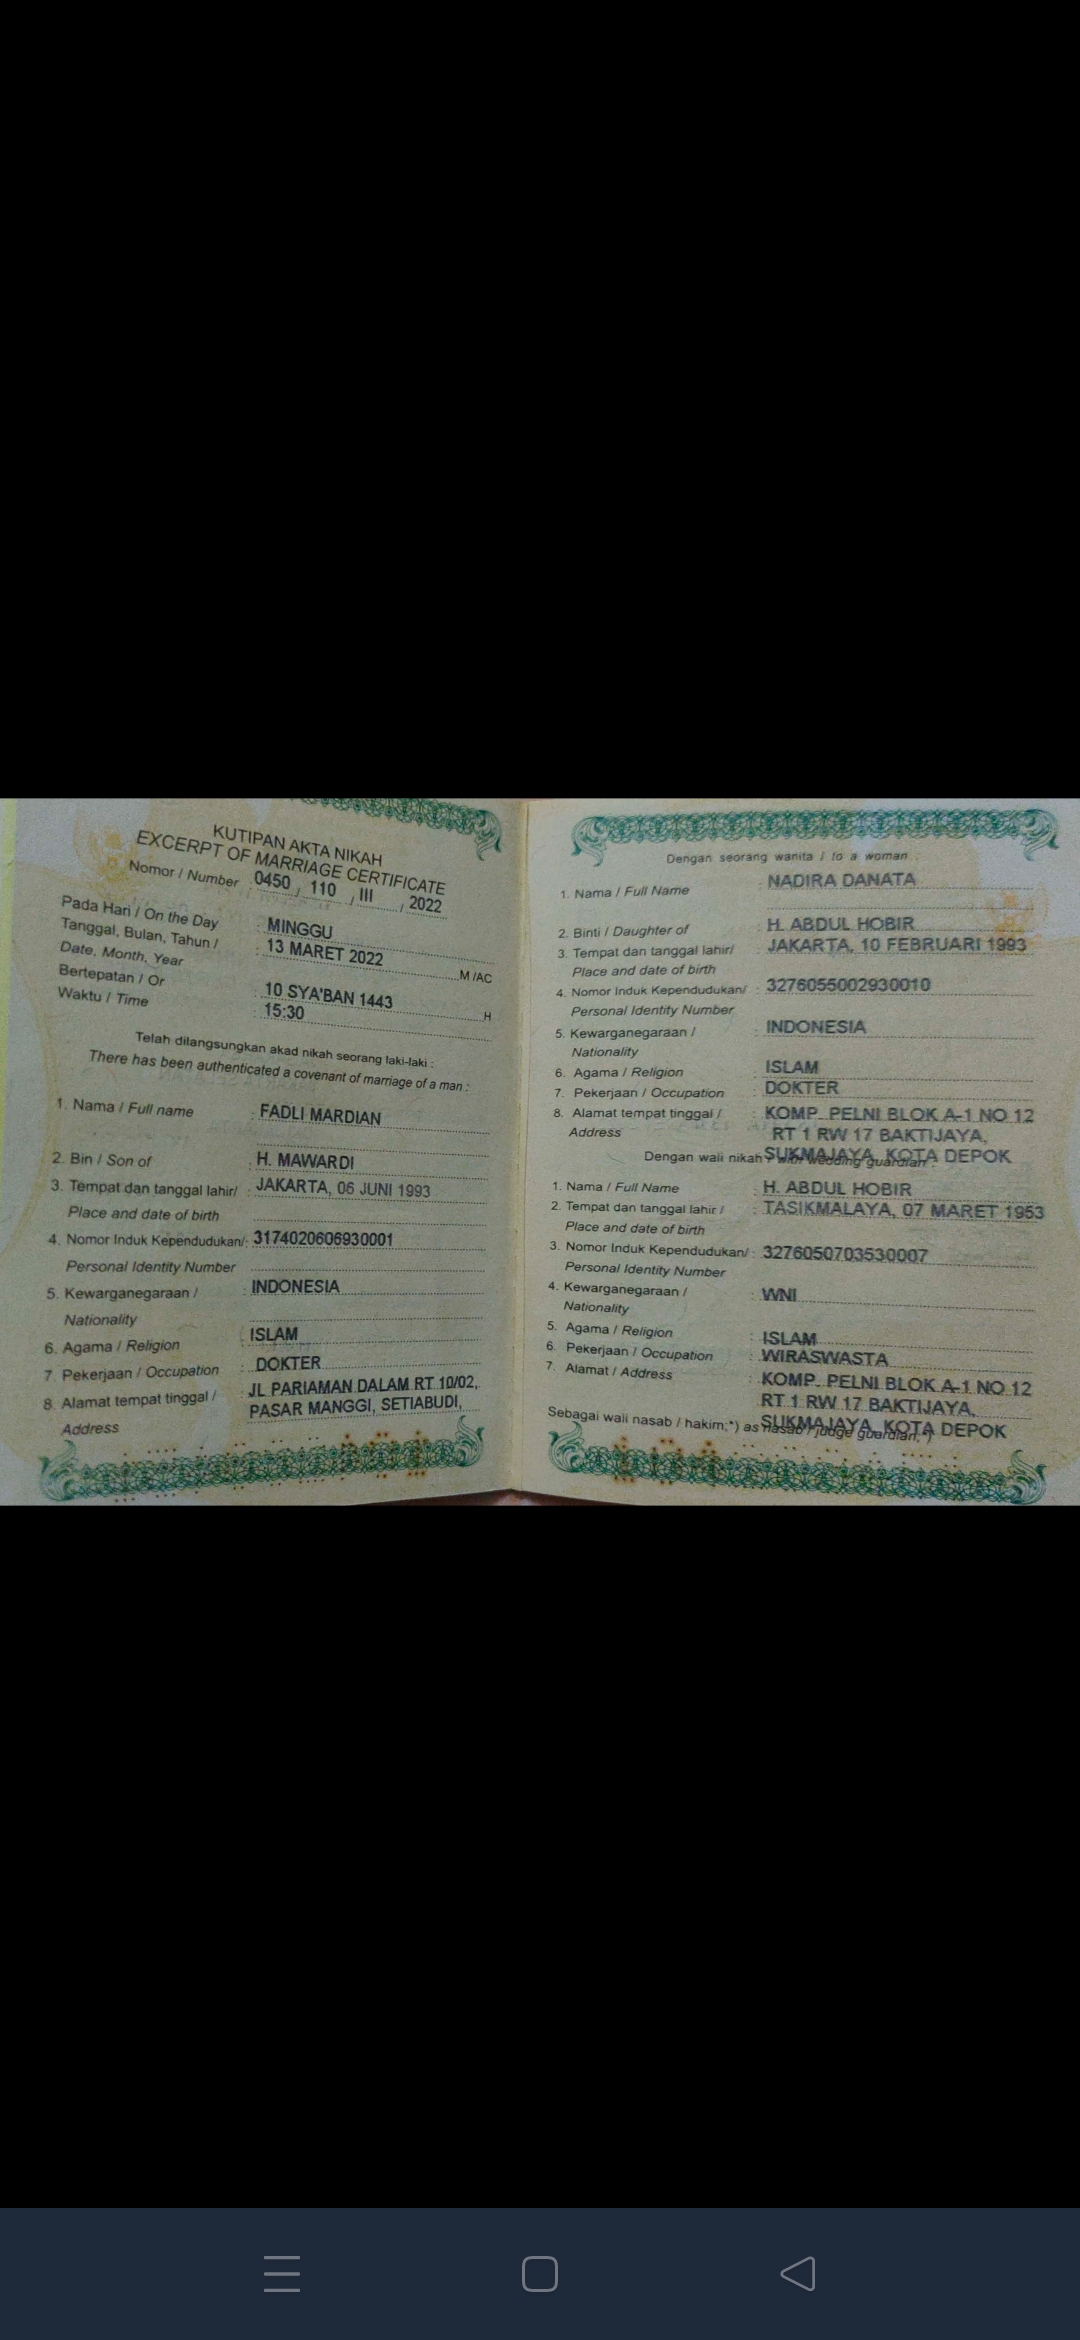 KUTIPAN AKTA NIKAH
EXCERPT OF MARRIAGE CERTIFICATE
Nomor / Number : 0450 / 110 / III / 2022
Pada Hari / On the Day : MINGGU
Tanggal, Bulan, Tahun / : 13 MARET 2022 M /AC
Date, Month, Year
Bertepatan / Or : 10 SYA'BAN 1443 H
Waktu / Time : 15:30
Telah dilangsungkan akad nikah seorang laki-laki :
There has been authenticated a covenant of marriage of a man :
1. Nama / Full name : FADLI MARDIAN
2. Bin / Son of : H. MAWARDI
3. Tempat dan tanggal lahir/ : JAKARTA, 06 JUNI 1993
Place and date of birth
4. Nomor Induk Kependudukan/: 3174020606930001
Personal Identity Number
5. Kewarganegaraan / : INDONESIA
Nationality
6. Agama / Religion : ISLAM
7. Pekerjaan / Occupation : DOKTER
8. Alamat tempat tinggal / : JL PARIAMAN DALAM RT 10/02,
Address PASAR MANGGI, SETIABUDI,
Dengan seorang wanita / to a woman :
1. Nama / Full Name : NADIRA DANATA
2. Binti / Daughter of : H. ABDUL HOBIR
3. Tempat dan tanggal lahir/ : JAKARTA, 10 FEBRUARI 1993
Place and date of birth
4. Nomor Induk Kependudukan/ : 3276055002930010
Personal Identity Number
5. Kewarganegaraan / : INDONESIA
Nationality
6. Agama / Religion : ISLAM
7. Pekerjaan / Occupation : DOKTER
8. Alamat tempat tinggal / : KOMP. PELNI BLOK A-1 NO 12
Address RT 1 RW 17 BAKTIJAYA,
SUKMAJAYA, KOTA DEPOK
Dengan wali nikah / with wedding guardian :
1. Nama / Full Name : H. ABDUL HOBIR
2. Tempat dan tanggal lahir / : TASIKMALAYA, 07 MARET 1953
Place and date of birth
3. Nomor Induk Kependudukan/ : 3276050703530007
Personal Identity Number
4. Kewarganegaraan / : WNI
Nationality
5. Agama / Religion : ISLAM
6. Pekerjaan / Occupation : WIRASWASTA
7. Alamat / Address : KOMP. PELNI BLOK A-1 NO 12
RT 1 RW 17 BAKTIJAYA,
SUKMAJAYA, KOTA DEPOK
Sebagai wali nasab / hakim;*) as nasab / judge guardian;*)